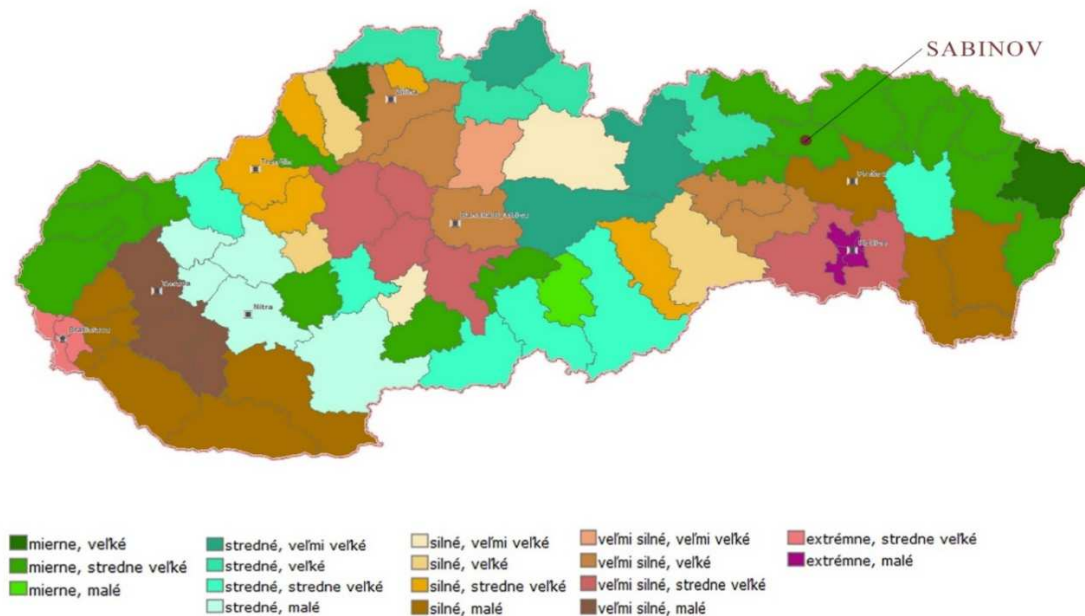 SABINOV
Nitra
mierne, veľké
mierne, stredne veľké
mierne, malé
stredné, veľmi veľké
stredné, veľké
stredné, stredne veľké
stredné, malé
silné, veľmi veľké
silné, veľké
silné, stredne veľké
silné, malé
veľmi silné, veľmi veľké
veľmi silné, veľké
veľmi silné, stredne veľké
veľmi silné, malé
extrémne, stredne veľké
extrémne, malé